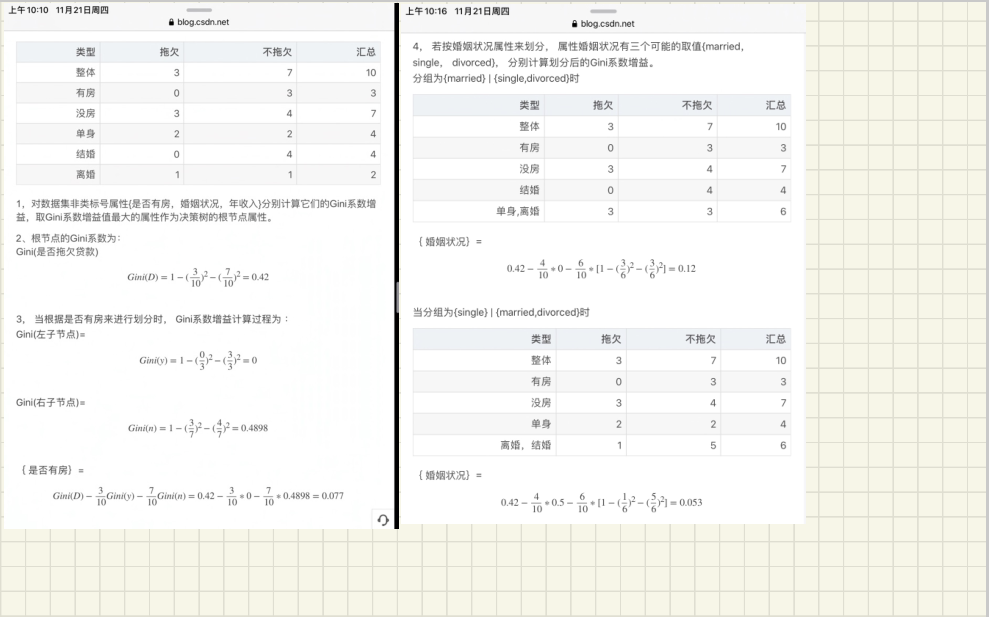 上午10:10 11月21日周四
blog.csdn.net
类型 拖欠 不拖欠 汇总
整体 3 7 10
有房 0 3 3
没房 3 4 7
单身 2 2 4
结婚 0 4 4
离婚 1 1 2
1，对数据集非类标号属性{是否有房，婚姻状况，年收入}分别计算它们的Gini系数增
益，取Gini系数增益值最大的属性作为决策树的根节点属性。
2、根节点的Gini系数为：
Gini(是否拖欠贷款)
Gini(D) = 1 − (3/10)² − (7/10)² = 0.42
3， 当根据是否有房来进行划分时， Gini系数增益计算过程为：
Gini(左子节点)=
Gini(y) = 1 − (0/3)² − (3/3)² = 0
Gini(右子节点)=
Gini(n) = 1 − (3/7)² − (4/7)² = 0.4898
{ 是否有房} =
Gini(D) − 3/10 Gini(y) − 7/10 Gini(n) = 0.42 − 3/10 * 0 − 7/10 * 0.4898 = 0.077
上午10:16 11月21日周四
blog.csdn.net
4， 若按婚姻状况属性来划分， 属性婚姻状况有三个可能的取值{married,
single， divorced}， 分别计算划分后的Gini系数增益。
分组为{married} | {single,divorced}时
类型 拖欠 不拖欠 汇总
整体 3 7 10
有房 0 3 3
没房 3 4 7
结婚 0 4 4
单身,离婚 3 3 6
{ 婚姻状况} =
0.42 − 4/10 * 0 − 6/10 * [1 − (3/6)² − (3/6)²] = 0.12
当分组为{single} | {married,divorced}时
类型 拖欠 不拖欠 汇总
整体 3 7 10
有房 0 3 3
没房 3 4 7
单身 2 2 4
离婚，结婚 1 5 6
{ 婚姻状况} =
0.42 − 4/10 * 0.5 − 6/10 * [1 − (1/6)² − (5/6)²] = 0.053